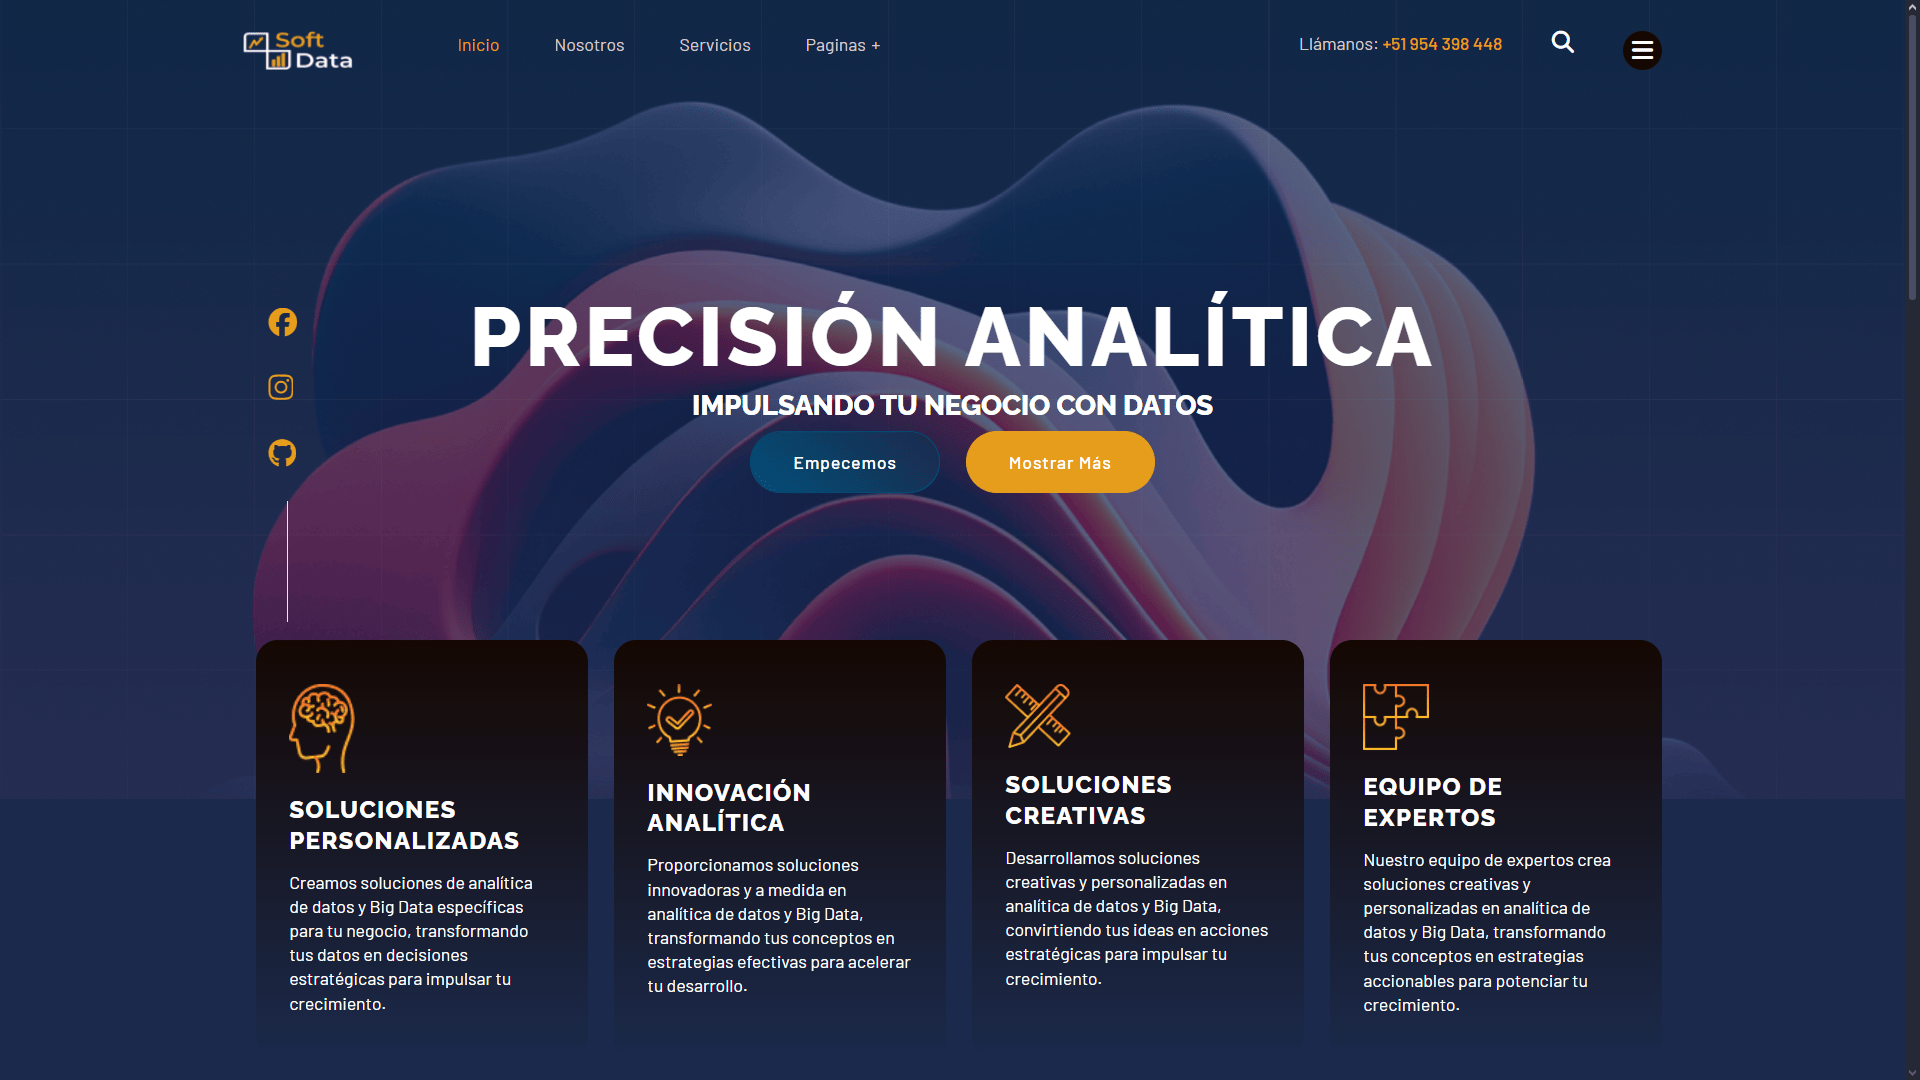 Soft
Data
Inicio
Nosotros
Servicios
Paginas +
Llámanos: +51 954 398 448
PRECISIÓN ANALÍTICA
IMPULSANDO TU NEGOCIO CON DATOS
Empecemos
Mostrar Más
SOLUCIONES
PERSONALIZADAS
Creamos soluciones de analítica
de datos y Big Data específicas
para tu negocio, transformando
tus datos en decisiones
estratégicas para impulsar tu
crecimiento.
INNOVACIÓN
ANALÍTICA
Proporcionamos soluciones
innovadoras y a medida en
analítica de datos y Big Data,
transformando tus conceptos en
estrategias efectivas para acelerar
tu desarrollo.
SOLUCIONES
CREATIVAS
Desarrollamos soluciones
creativas y personalizadas en
analítica de datos y Big Data,
convirtiendo tus ideas en acciones
estratégicas para impulsar tu
crecimiento.
EQUIPO DE
EXPERTOS
Nuestro equipo de expertos crea
soluciones creativas y
personalizadas en analítica de
datos y Big Data, transformando
tus conceptos en estrategias
accionables para potenciar tu
crecimiento.